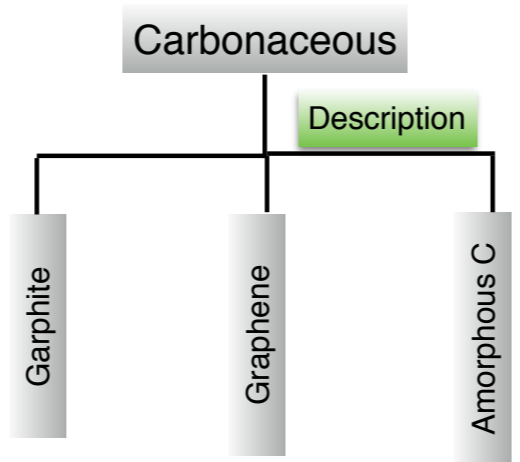 Carbonaceous
Description
Garphite
Graphene
Amorphous C